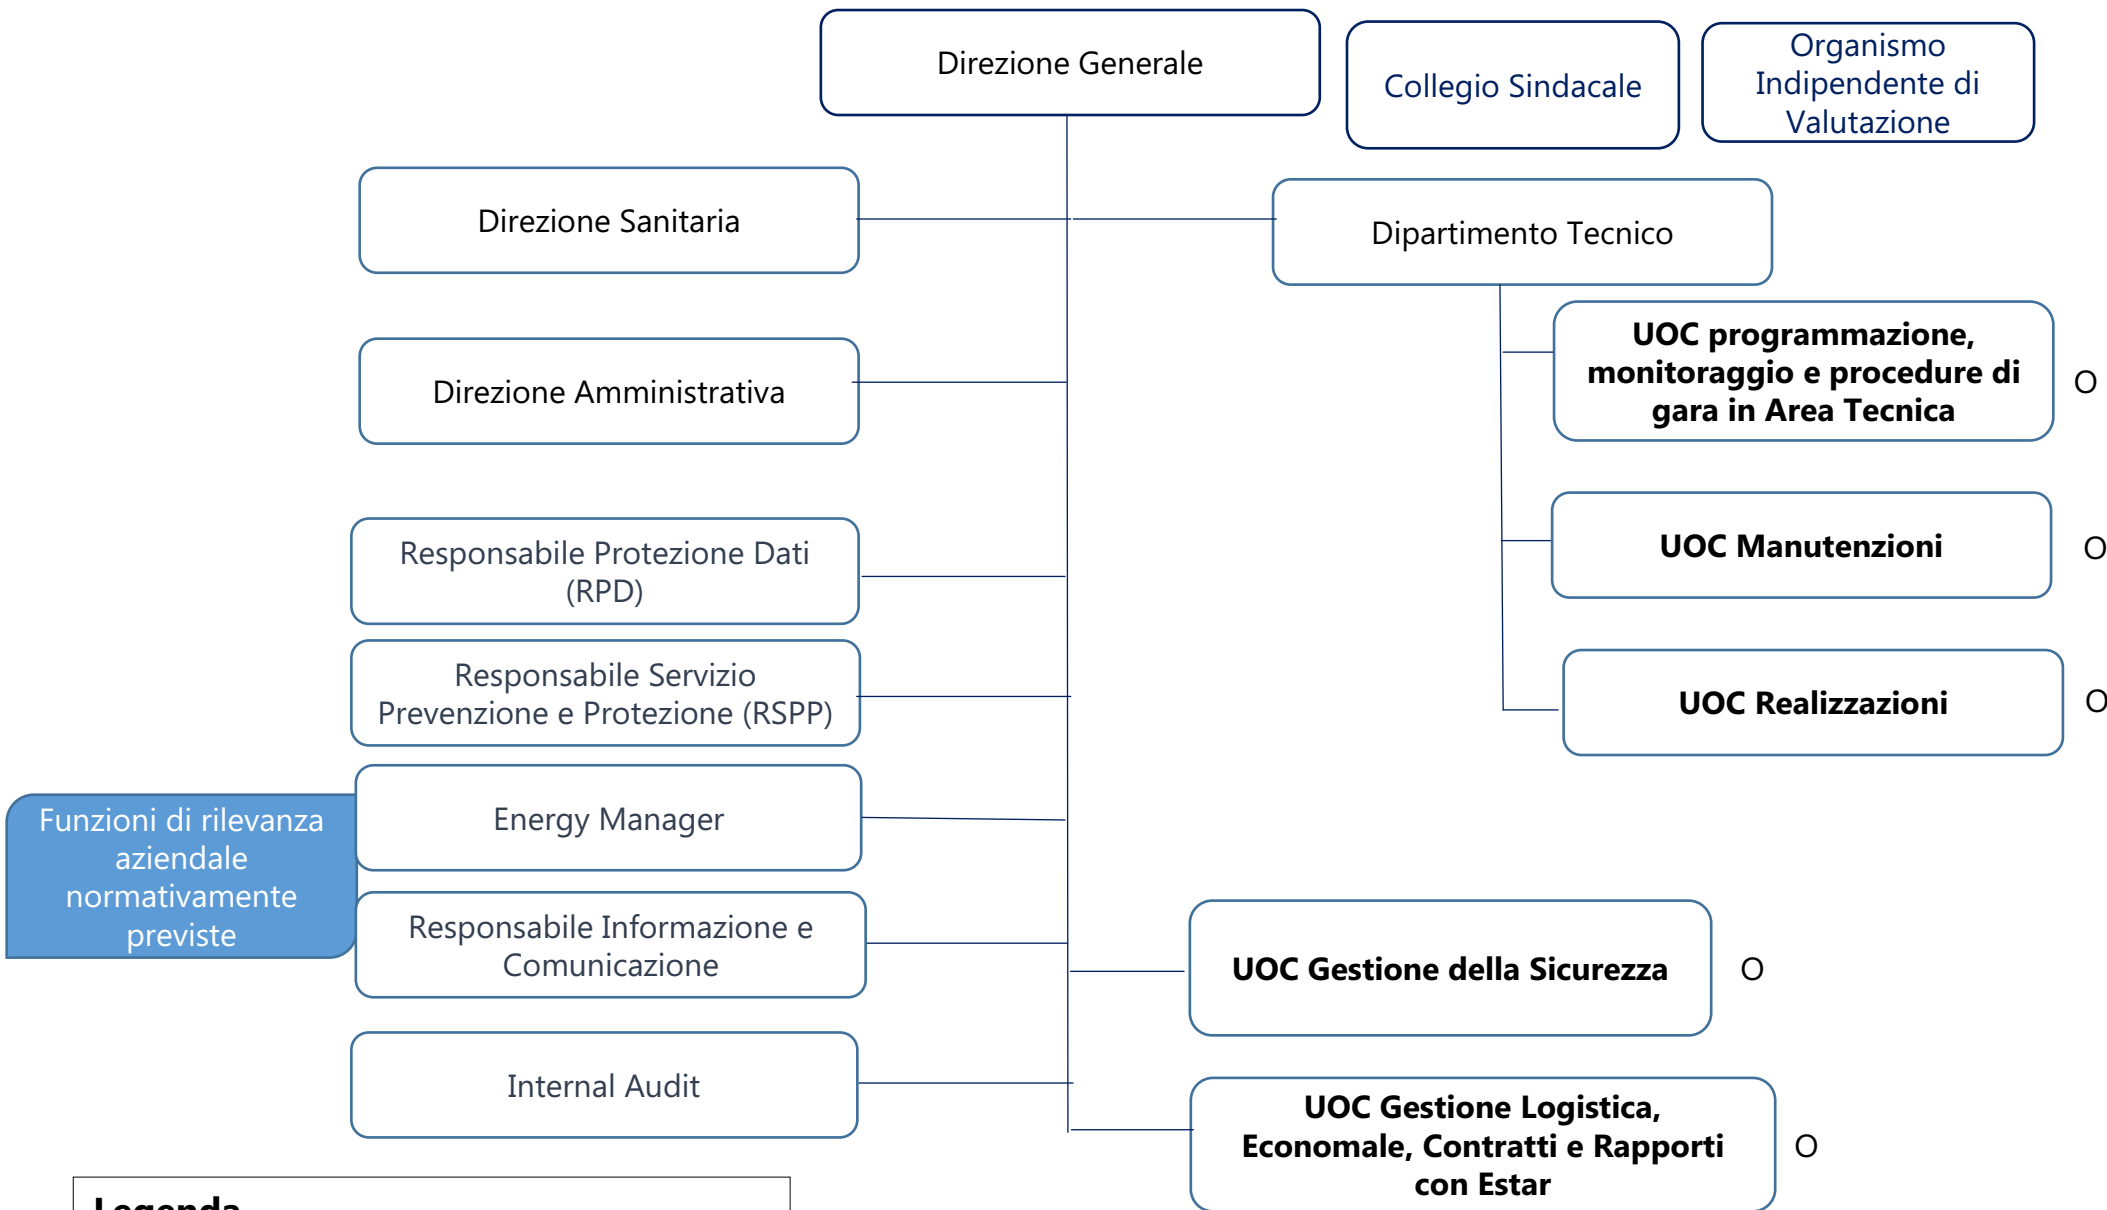 Direzione Generale
Collegio Sindacale
Organismo
Indipendente di
Valutazione
Direzione Sanitaria
Dipartimento Tecnico
UOC programmazione,
monitoraggio e procedure di
gara in Area Tecnica
O
Direzione Amministrativa
Responsabile Protezione Dati
(RPD)
UOC Manutenzioni
O
Responsabile Servizio
Prevenzione e Protezione (RSPP)
UOC Realizzazioni
O
Funzioni di rilevanza
aziendale
normativamente
previste
Energy Manager
Responsabile Informazione e
Comunicazione
UOC Gestione della Sicurezza
O
Internal Audit
UOC Gestione Logistica,
Economale, Contratti e Rapporti
con Estar
O
Legenda